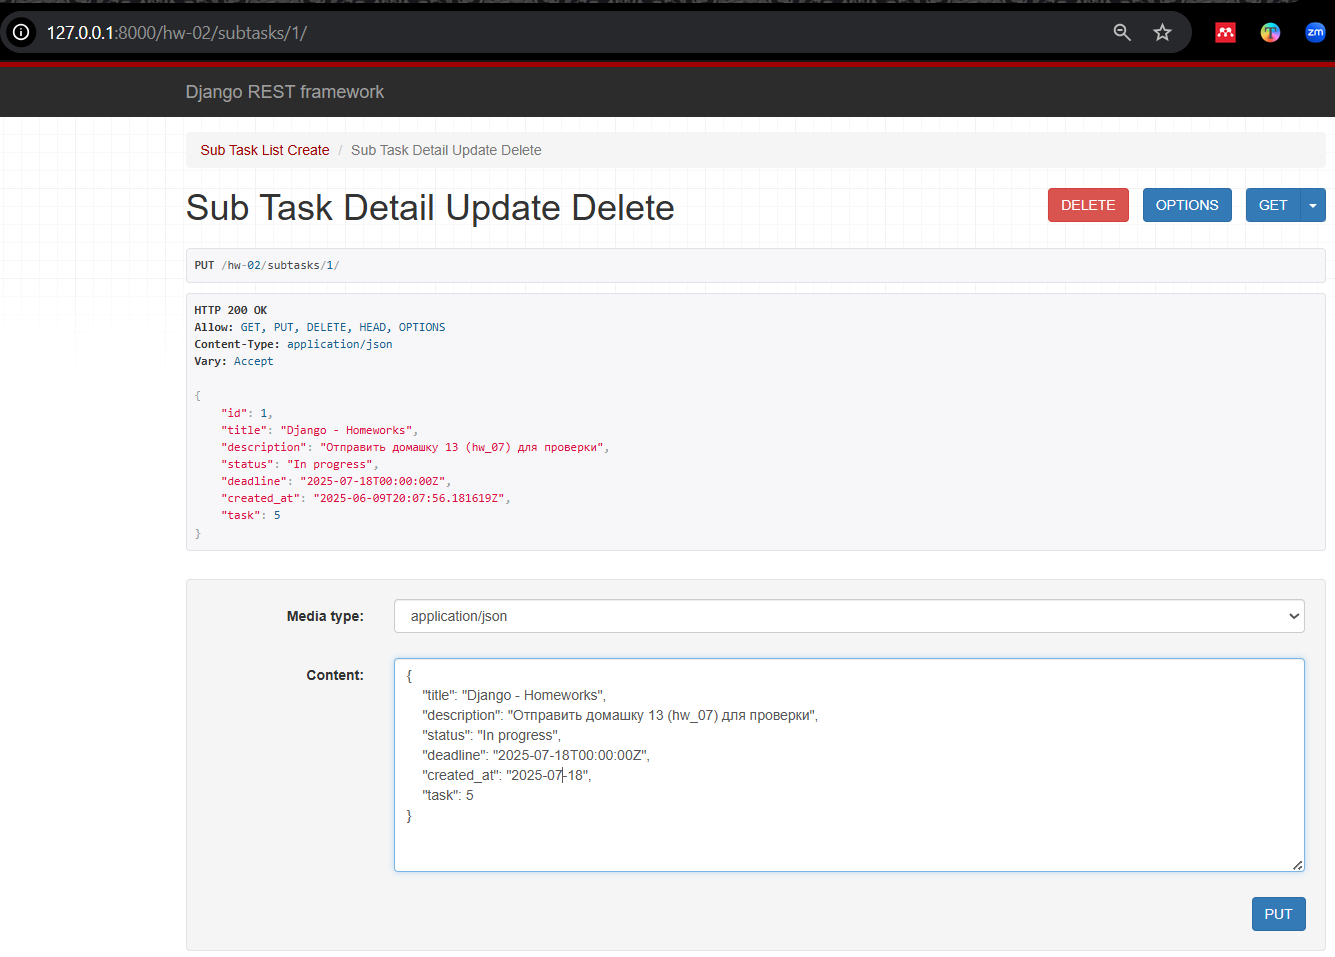 127.0.0.1:8000/hw-02/subtasks/1/
zm
Django REST framework
Sub Task List Create / Sub Task Detail Update Delete
Sub Task Detail Update Delete
DELETE OPTIONS GET
PUT /hw-02/subtasks/1/
HTTP 200 OK
Allow: GET, PUT, DELETE, HEAD, OPTIONS
Content-Type: application/json
Vary: Accept
{
"id": 1,
"title": "Django - Homeworks",
"description": "Отправить домашку 13 (hw_07) для проверки",
"status": "In progress",
"deadline": "2025-07-18T00:00:00Z",
"created_at": "2025-06-09T20:07:56.181619Z",
"task": 5
}
Media type: application/json
Content:
{
"title": "Django - Homeworks",
"description": "Отправить домашку 13 (hw_07) для проверки",
"status": "In progress",
"deadline": "2025-07-18T00:00:00Z",
"created_at": "2025-07-18",
"task": 5
}
PUT